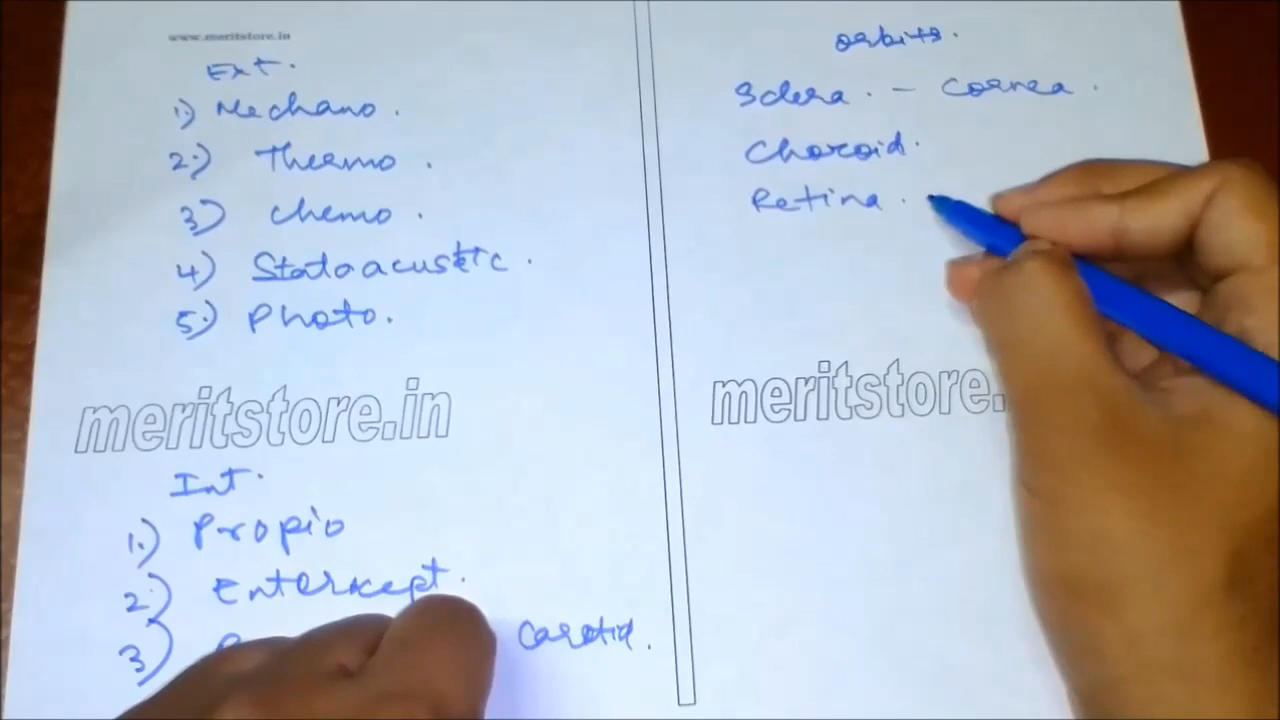 www.meritstore.in
Ext.
1.) Mechano.
2.) Thermo.
3.) chemo.
4.) Statoacustic.
5.) Photo.
meritstore.in
Int.
1.) Propio
2.) Enterkept.
3.) carotid.
orbits.
Sclera. - Cornea.
Choroid.
Retina.
meritstore.